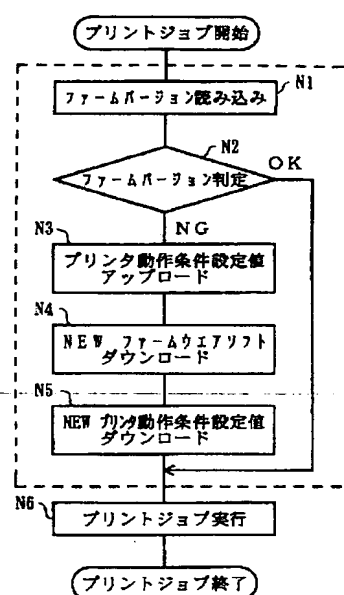 プリントジョブ開始
N1
ファームバージョン読み込み
N2
OK
ファームバージョン判定
NG
N3
プリンタ動作条件設定値
アップロード
N4
NEW ファームウエアソフト
ダウンロード
N5
NEW プリンタ動作条件設定値
ダウンロード
N6
プリントジョブ実行
プリントジョブ終了